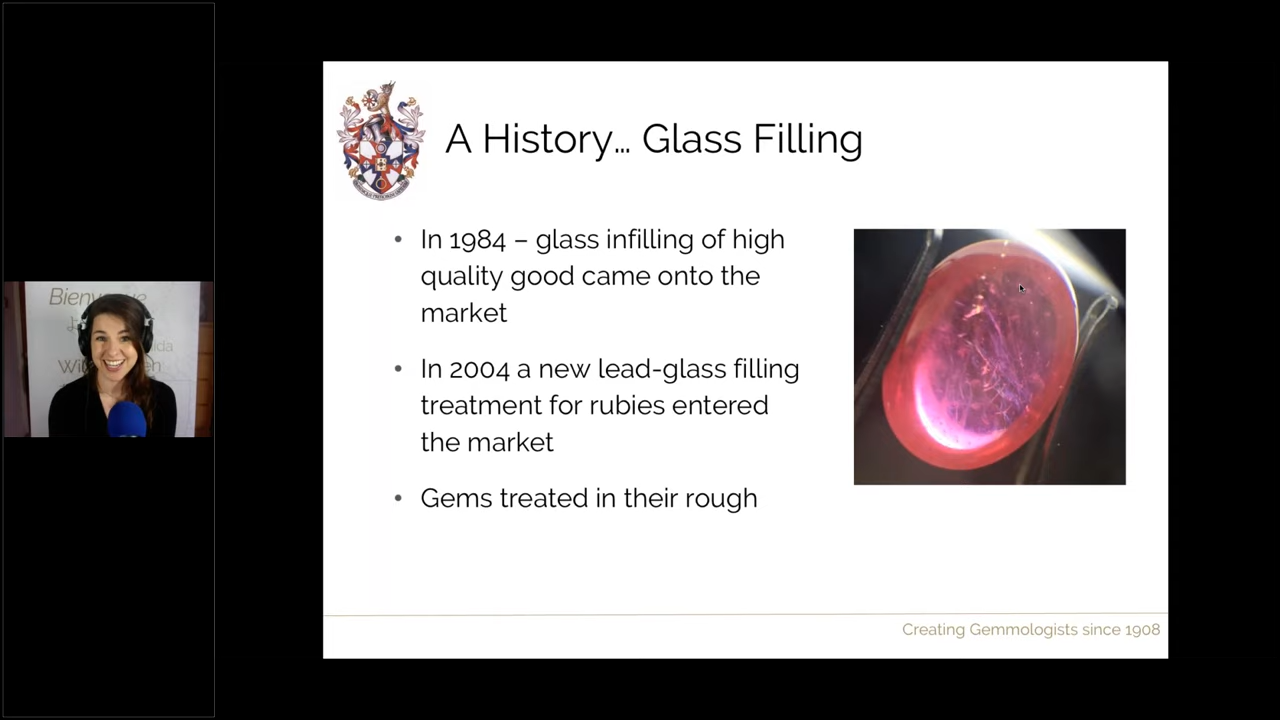 A History... Glass Filling
• In 1984 – glass infilling of high
quality good came onto the
market
• In 2004 a new lead-glass filling
treatment for rubies entered
the market
• Gems treated in their rough
Creating Gemmologists since 1908